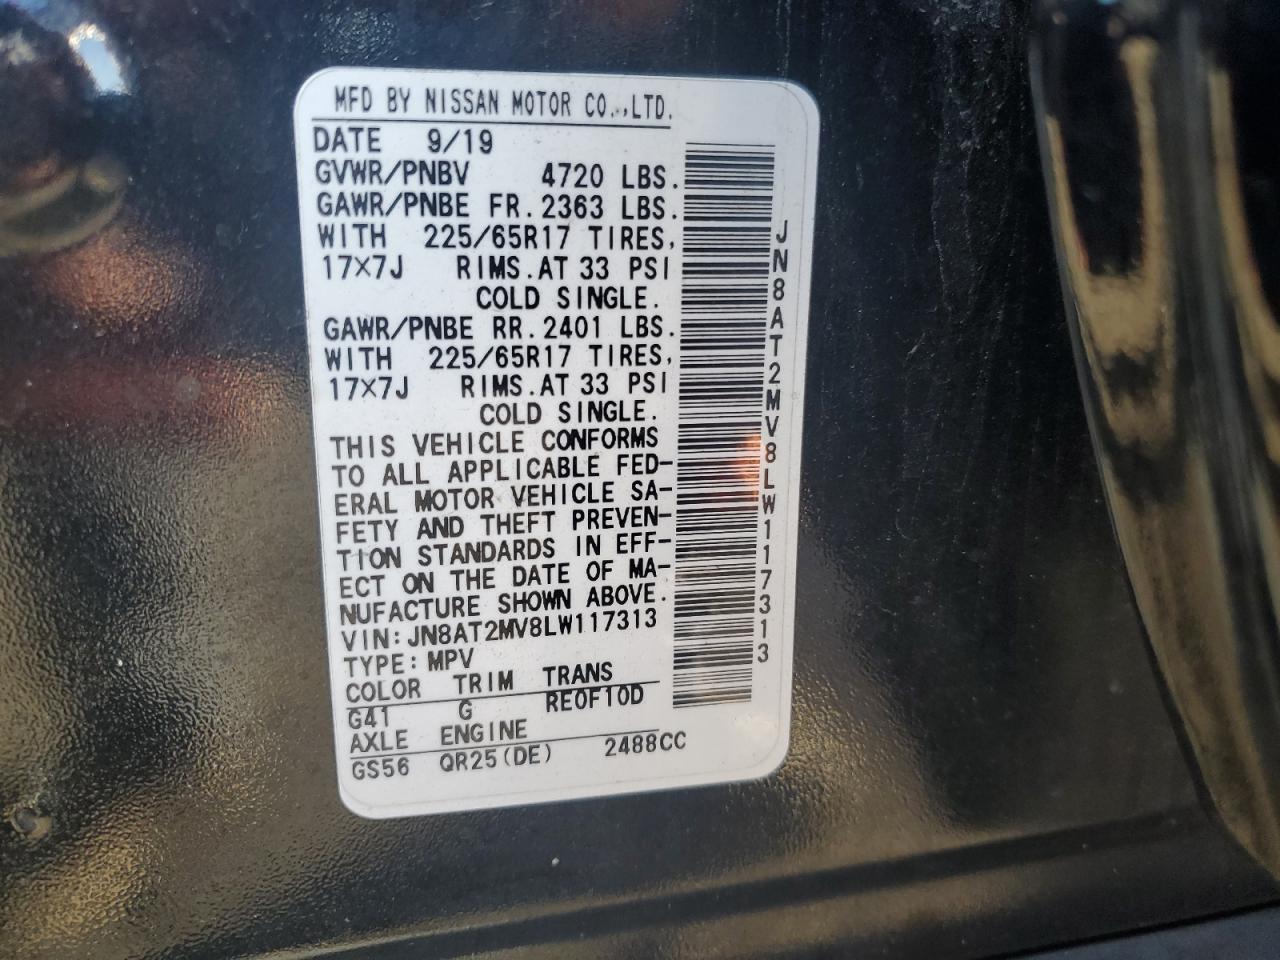 MFD BY NISSAN MOTOR CO.,LTD.
DATE 9/19
GVWR/PNBV 4720 LBS.
GAWR/PNBE FR.2363 LBS.
WITH 225/65R17 TIRES,
17×7J RIMS.AT 33 PSI
COLD SINGLE.
GAWR/PNBE RR.2401 LBS.
WITH 225/65R17 TIRES,
17×7J RIMS.AT 33 PSI
COLD SINGLE.
THIS VEHICLE CONFORMS
TO ALL APPLICABLE FED-
ERAL MOTOR VEHICLE SA-
FETY AND THEFT PREVEN-
TION STANDARDS IN EFF-
ECT ON THE DATE OF MA-
NUFACTURE SHOWN ABOVE.
VIN:JN8AT2MV8LW117313
TYPE:MPV
COLOR TRIM TRANS
G41 G RE0F10D
AXLE ENGINE
GS56 QR25(DE) 2488CC
JN8AT2MV8LW117313